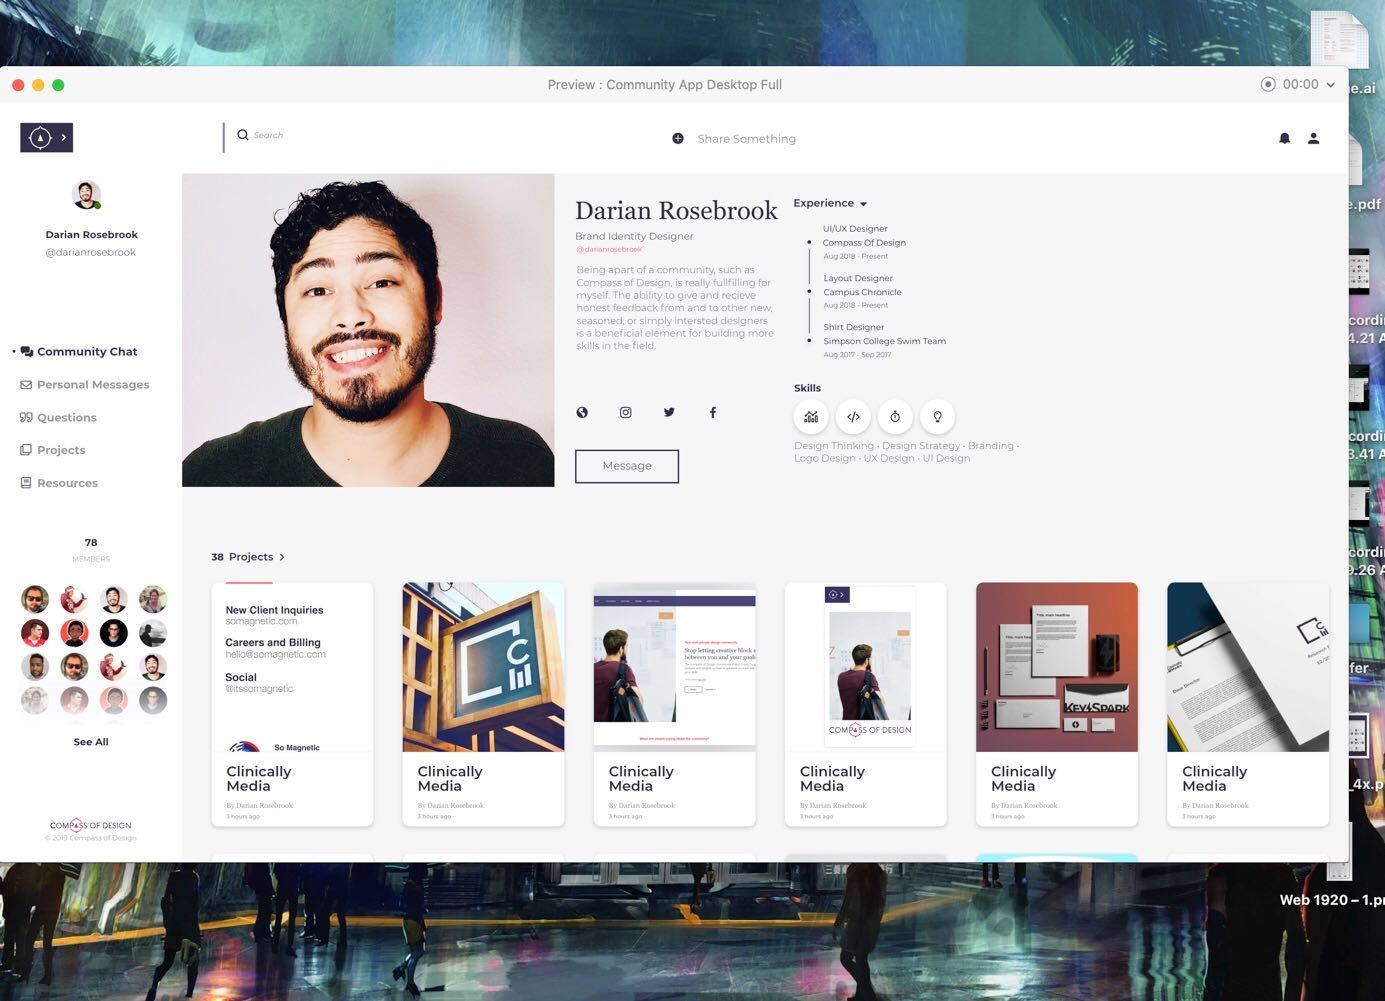 Preview : Community App Desktop Full
00:00
Search
Share Something
Darian Rosebrook
@darianrosebrook
Community Chat
Personal Messages
Questions
Projects
Resources
78
MEMBERS
See All
COMPASS OF DESIGN
© 2019 Compass of Design
Darian Rosebrook
Brand Identity Designer
@darianrosebrook
Being apart of a community, such as
Compass of Design, is really fullfilling for
myself. The ability to give and recieve
honest feedback from and to other new,
seasoned, or simply intersted designers
is a beneficial element for building more
skills in the field.
Message
Experience
UI/UX Designer
Compass Of Design
Aug 2018 - Present
Layout Designer
Campus Chronicle
Aug 2018 - Present
Shirt Designer
Simpson College Swim Team
Aug 2017 - Sep 2017
Skills
Design Thinking • Design Strategy • Branding •
Logo Design • UX Design • UI Design
38 Projects
New Client Inquiries
somagnetic.com
Careers and Billing
hello@somagnetic.com
Social
@itssomagnetic
So Magnetic
Clinically
Media
By Darian Rosebrook
3 hours ago
Clinically
Media
By Darian Rosebrook
3 hours ago
Stop letting creative block
between you and your goals
Clinically
Media
By Darian Rosebrook
3 hours ago
COMPASS OF DESIGN
Clinically
Media
By Darian Rosebrook
3 hours ago
KEYSPARK
Clinically
Media
By Darian Rosebrook
3 hours ago
Dear Director
Clinically
Media
By Darian Rosebrook
3 hours ago
e.ai
e.pdf
cordi
4.21 A
cordi
3.41 A
cordi
9.26 A
fer
_4x.p
Web 1920 – 1.pr